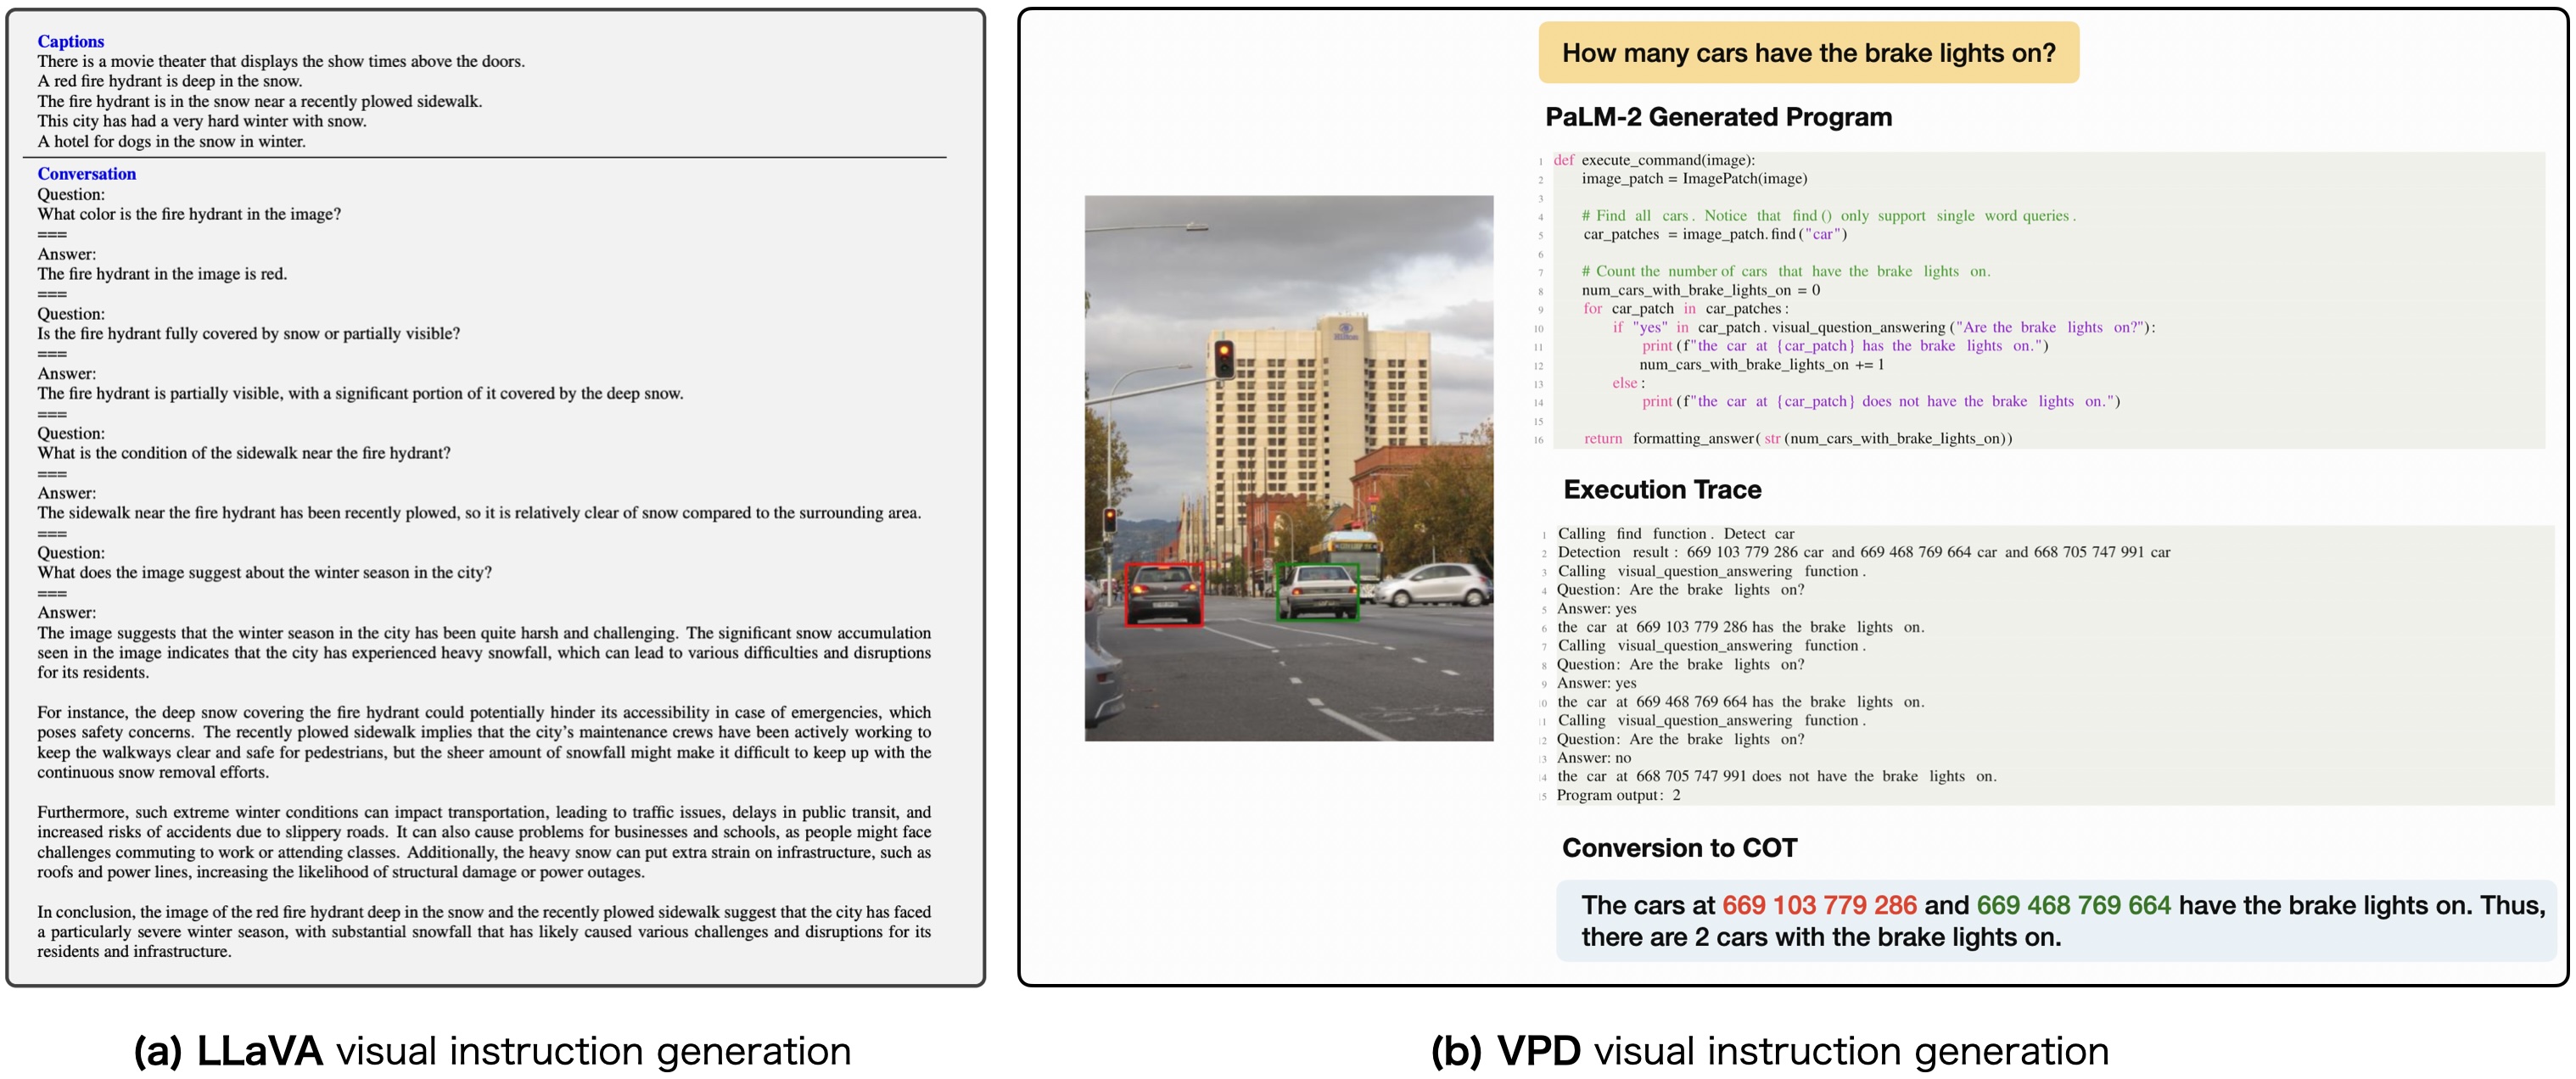 Captions
There is a movie theater that displays the show times above the doors.
A red fire hydrant is deep in the snow.
The fire hydrant is in the snow near a recently plowed sidewalk.
This city has had a very hard winter with snow.
A hotel for dogs in the snow in winter.
Conversation
Question:
What color is the fire hydrant in the image?
===
Answer:
The fire hydrant in the image is red.
===
Question:
Is the fire hydrant fully covered by snow or partially visible?
===
Answer:
The fire hydrant is partially visible, with a significant portion of it covered by the deep snow.
===
Question:
What is the condition of the sidewalk near the fire hydrant?
===
Answer:
The sidewalk near the fire hydrant has been recently plowed, so it is relatively clear of snow compared to the surrounding area.
===
Question:
What does the image suggest about the winter season in the city?
===
Answer:
The image suggests that the winter season in the city has been quite harsh and challenging. The significant snow accumulation
seen in the image indicates that the city has experienced heavy snowfall, which can lead to various difficulties and disruptions
for its residents.
For instance, the deep snow covering the fire hydrant could potentially hinder its accessibility in case of emergencies, which
poses safety concerns. The recently plowed sidewalk implies that the city's maintenance crews have been actively working to
keep the walkways clear and safe for pedestrians, but the sheer amount of snowfall might make it difficult to keep up with the
continuous snow removal efforts.
Furthermore, such extreme winter conditions can impact transportation, leading to traffic issues, delays in public transit, and
increased risks of accidents due to slippery roads. It can also cause problems for businesses and schools, as people might face
challenges commuting to work or attending classes. Additionally, the heavy snow can put extra strain on infrastructure, such as
roofs and power lines, increasing the likelihood of structural damage or power outages.
In conclusion, the image of the red fire hydrant deep in the snow and the recently plowed sidewalk suggest that the city has faced
a particularly severe winter season, with substantial snowfall that has likely caused various challenges and disruptions for its
residents and infrastructure.
(a) LLaVA visual instruction generation
How many cars have the brake lights on?
PaLM-2 Generated Program
1 def execute_command(image):
2 image_patch = ImagePatch(image)
3
4 # Find all cars. Notice that find() only support single word queries.
5 car_patches = image_patch.find("car")
6
7 # Count the number of cars that have the brake lights on.
8 num_cars_with_brake_lights_on = 0
9 for car_patch in car_patches:
10 if "yes" in car_patch.visual_question_answering("Are the brake lights on?"):
11 print(f"the car at {car_patch} has the brake lights on.")
12 num_cars_with_brake_lights_on += 1
13 else:
14 print(f"the car at {car_patch} does not have the brake lights on.")
15
16 return formatting_answer(str(num_cars_with_brake_lights_on))
Execution Trace
1 Calling find function. Detect car
2 Detection result: 669 103 779 286 car and 669 468 769 664 car and 668 705 747 991 car
3 Calling visual_question_answering function.
4 Question: Are the brake lights on?
5 Answer: yes
6 the car at 669 103 779 286 has the brake lights on.
7 Calling visual_question_answering function.
8 Question: Are the brake lights on?
9 Answer: yes
10 the car at 669 468 769 664 has the brake lights on.
11 Calling visual_question_answering function.
12 Question: Are the brake lights on?
13 Answer: no
14 the car at 668 705 747 991 does not have the brake lights on.
15 Program output: 2
Conversion to COT
The cars at 669 103 779 286 and 669 468 769 664 have the brake lights on. Thus,
there are 2 cars with the brake lights on.
(b) VPD visual instruction generation